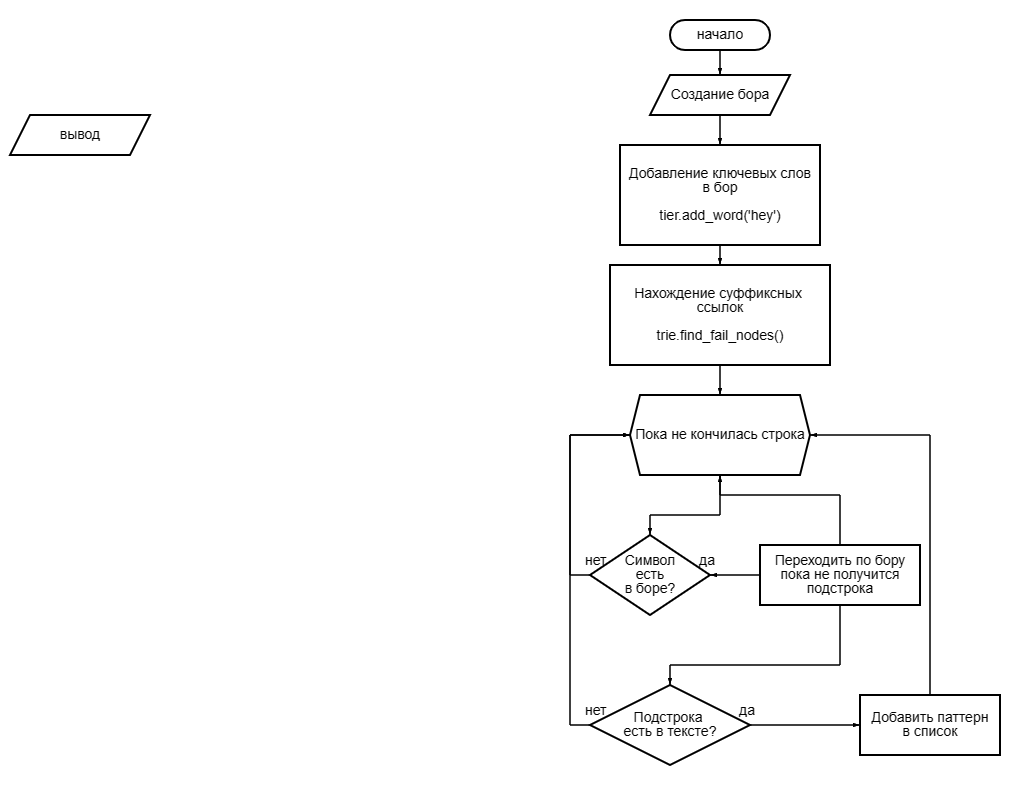 начало
Создание бора
вывод
Добавление ключевых слов
в бор
tier.add_word('hey')
Нахождение суффиксных
ссылок
trie.find_fail_nodes()
Пока не кончилась строка
нет
Символ
есть
в боре?
да
Переходить по бору
пока не получится
подстрока
нет
Подстрока
есть в тексте?
да
Добавить паттерн
в список